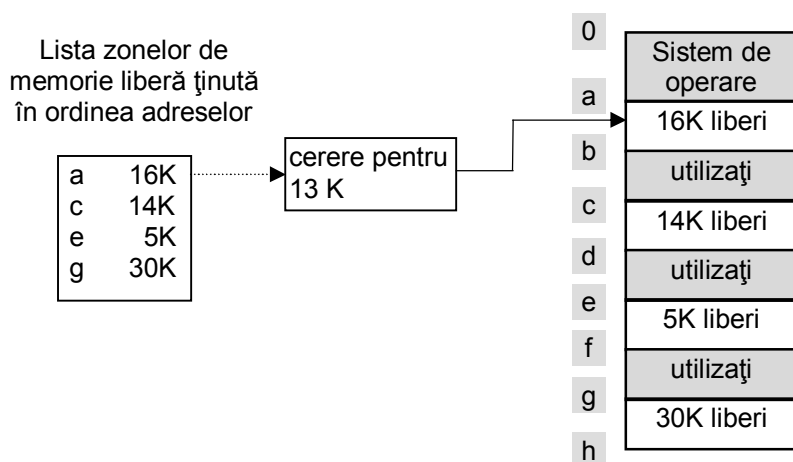 Lista zonelor de
memorie liberă ţinută
în ordinea adreselor
a 16K
c 14K
e 5K
g 30K
cerere pentru
13 K
0
a
b
c
d
e
f
g
h
Sistem de
operare
16K liberi
utilizaţi
14K liberi
utilizaţi
5K liberi
utilizaţi
30K liberi